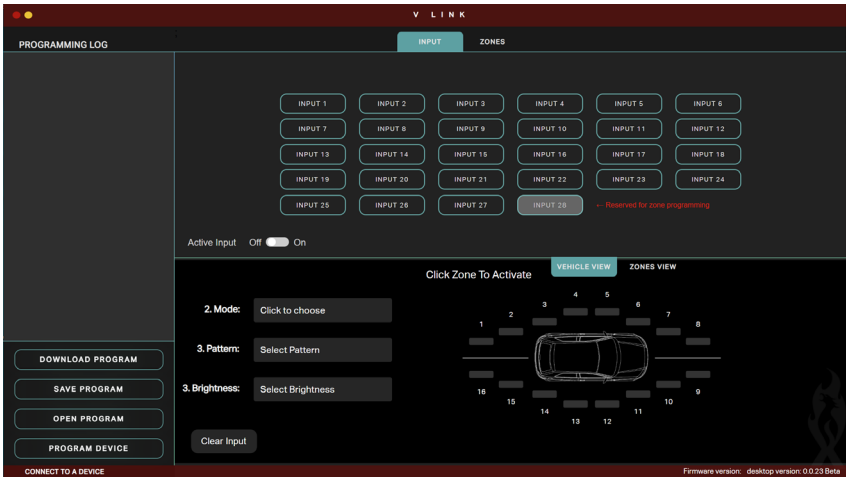 V LINK
PROGRAMMING LOG
INPUT ZONES
INPUT 1 INPUT 2 INPUT 3 INPUT 4 INPUT 5 INPUT 6
INPUT 7 INPUT 8 INPUT 9 INPUT 10 INPUT 11 INPUT 12
INPUT 13 INPUT 14 INPUT 15 INPUT 16 INPUT 17 INPUT 18
INPUT 19 INPUT 20 INPUT 21 INPUT 22 INPUT 23 INPUT 24
INPUT 25 INPUT 26 INPUT 27 INPUT 28 ← Reserved for zone programming
Active Input Off On
Click Zone To Activate VEHICLE VIEW ZONES VIEW
2. Mode: Click to choose
3. Pattern: Select Pattern
3. Brightness: Select Brightness
Clear Input
1 2 3 4 5 6 7 8
16 15 14 13 12 11 10 9
DOWNLOAD PROGRAM
SAVE PROGRAM
OPEN PROGRAM
PROGRAM DEVICE
CONNECT TO A DEVICE
Firmware version: desktop version: 0.0.23 Beta